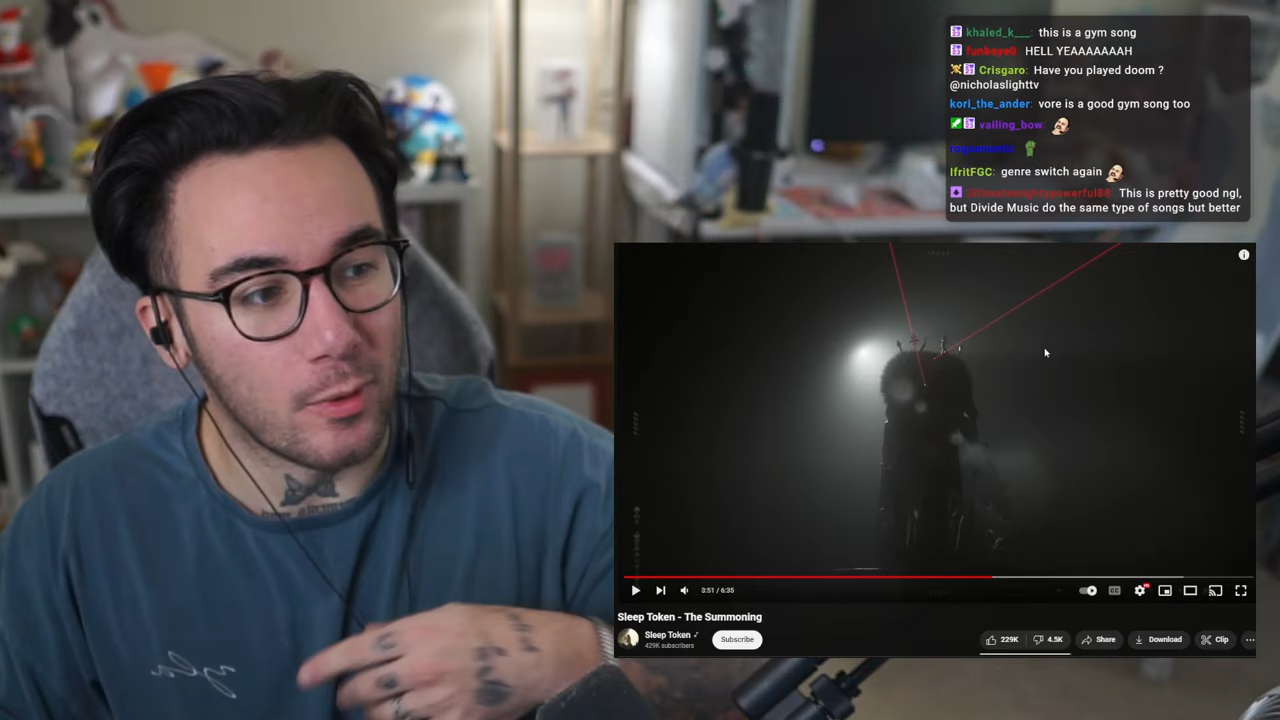 khaled_k___: this is a gym song
funboye0: HELL YEAAAAAAAH
Crisgaro: Have you played doom ?
@nicholaslighttv
kori_the_ander: vore is a good gym song too
vailing_bow:
IfritFGC: genre switch again
This is pretty good ngl,
but Divide Music do the same type of songs but better
3:51 / 6:35
CC
HD
Sleep Token - The Summoning
Sleep Token
429K subscribers
Subscribe
229K
4.5K
Share
Download
Clip